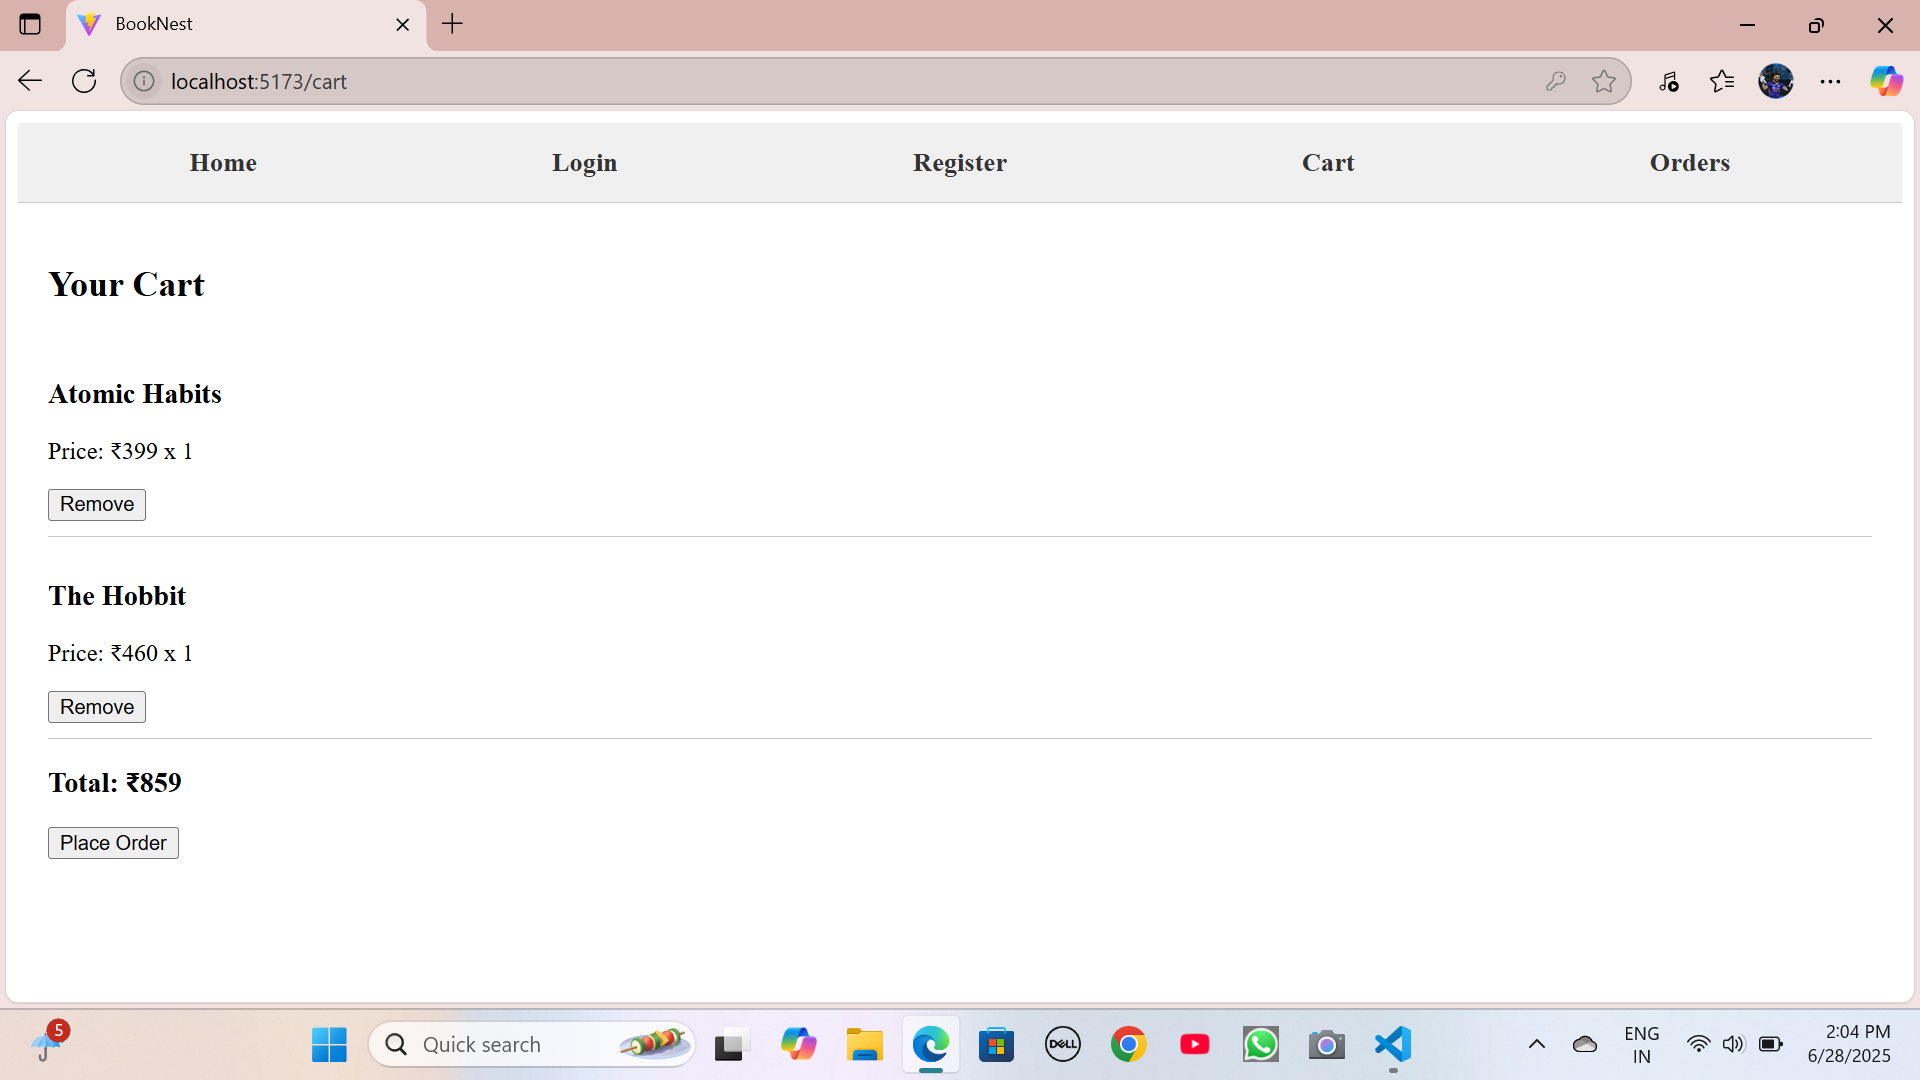 BookNest
localhost:5173/cart
Home Login Register Cart Orders
Your Cart
Atomic Habits
Price: ₹399 x 1
Remove
The Hobbit
Price: ₹460 x 1
Remove
Total: ₹859
Place Order
5
Quick search
DELL
ENG
IN
2:04 PM
6/28/2025